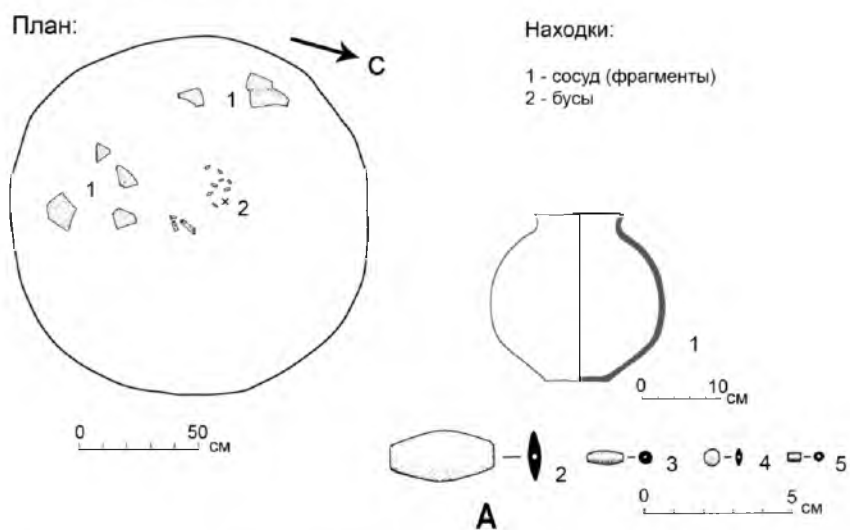 План:
С
1
1
2
0 50
см
Находки:
1 - сосуд (фрагменты)
2 - бусы
1
0 10
см
2
3
4
5
0 5
см
А